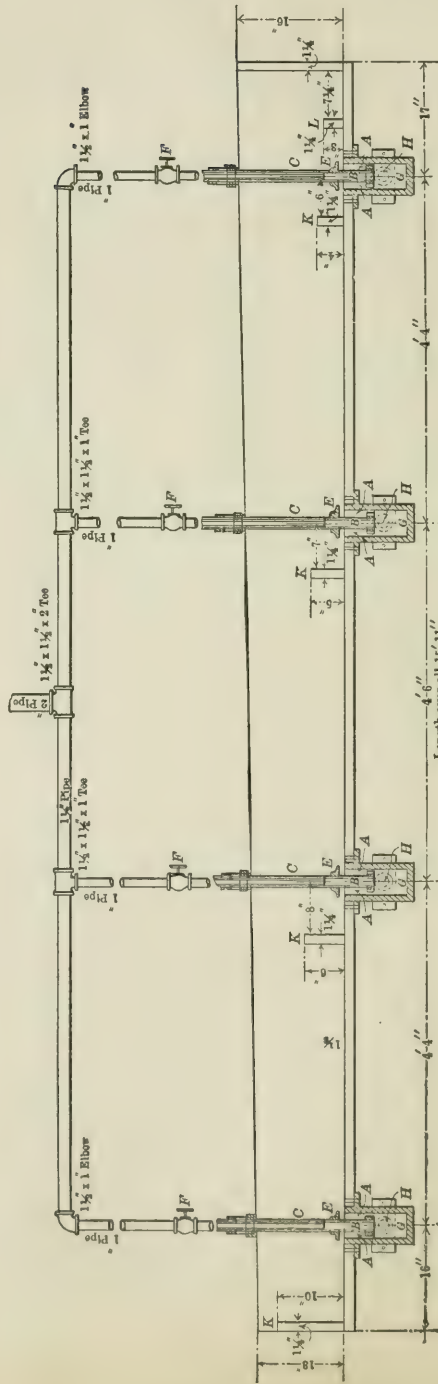 2 Pipe"
1½ x 1½" x 2 Tee
1½ x 1 Elbow
1½" Pipe
1½ x 1½ x 1" Tee
1½ x 1½ x 1" Tee
1½ x 1 Elbow
1 Pipe"
1 Pipe"
1 Pipe"
1 Pipe"
F
F
F
F
18"
K
10"
1¼"
C
E
K
8"
1¼"
6"
C
E
K
7"
1¼"
5"
C
E
K
6"
1¼"
4"
C
E
L
1¼"
3"
7¼"
1¼"
16"
A
B
A
G
H
A
B
A
G
H
A
B
A
G
H
A
B
A
G
H
16"
4'4"
4'-6"
4'4"
17"